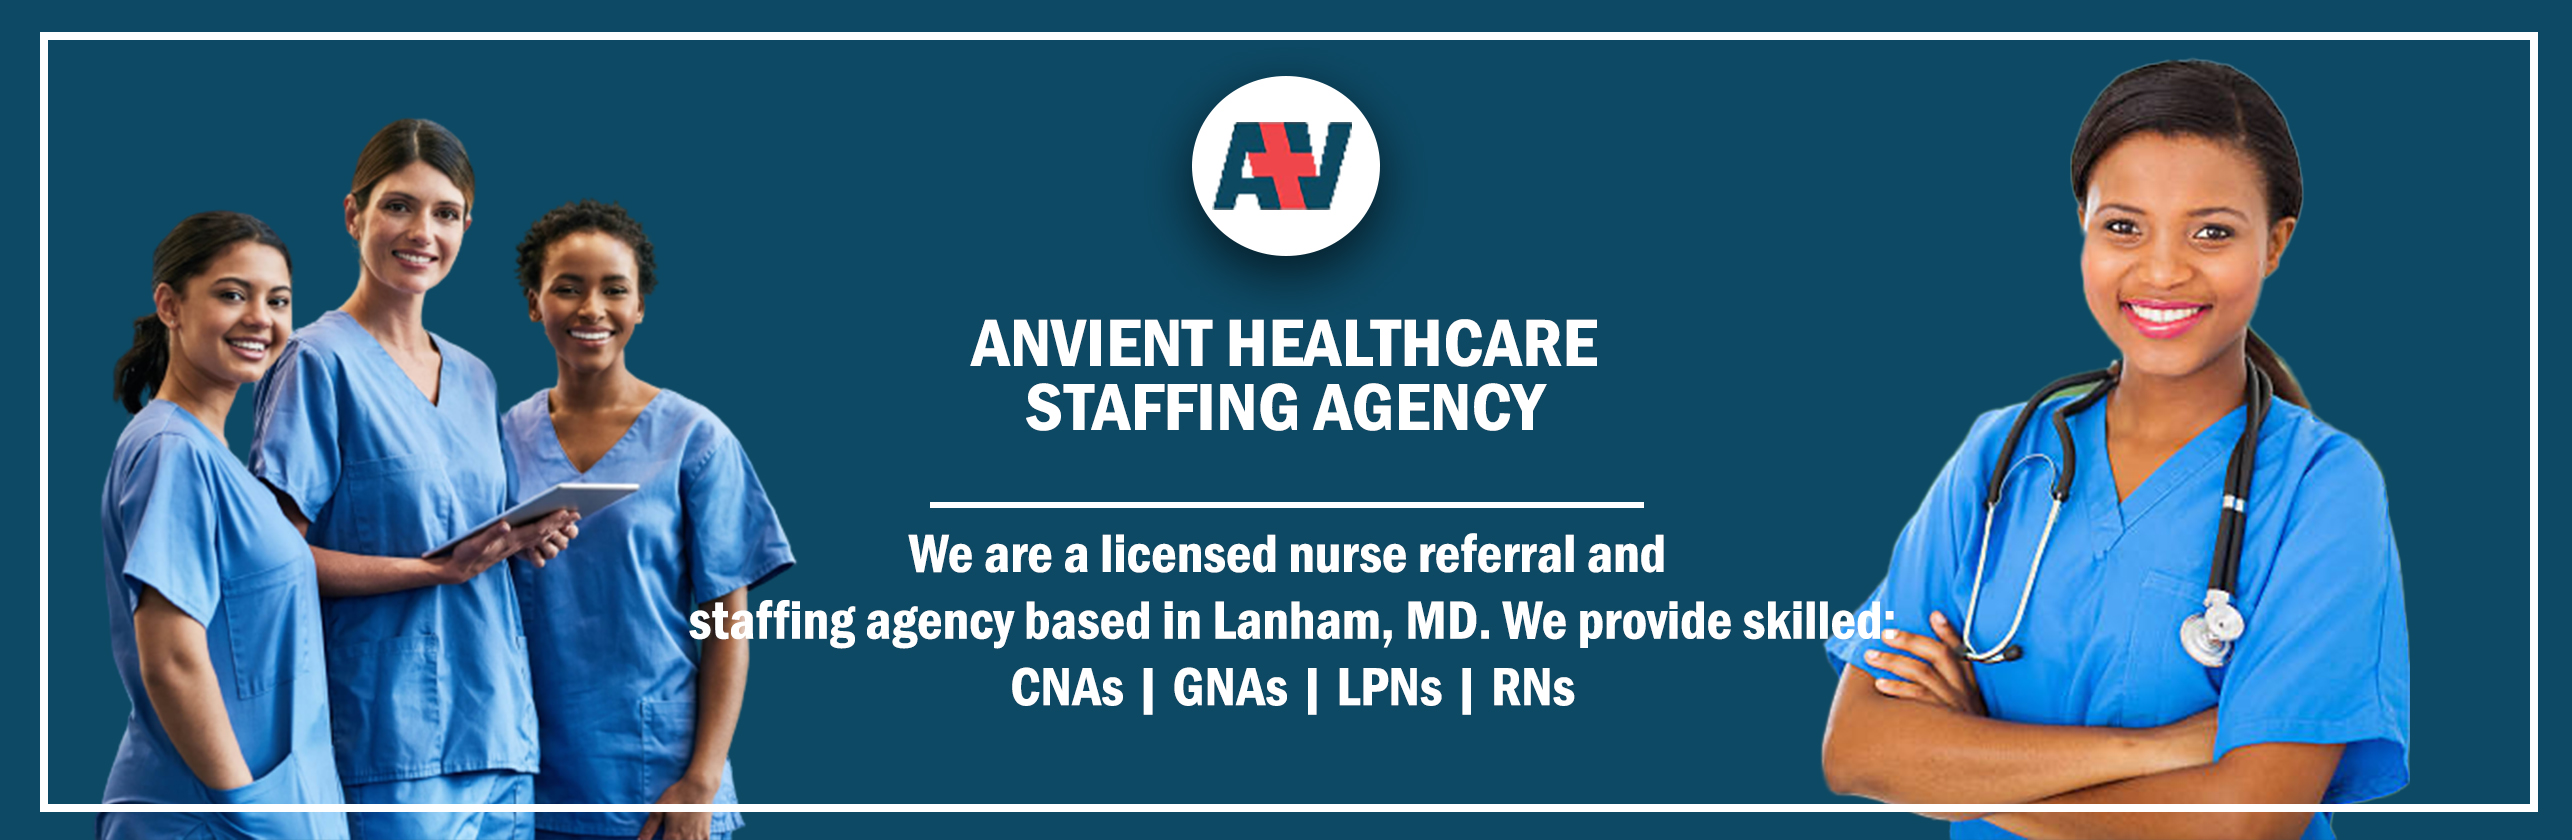 AV
ANVIENT HEALTHCARE
STAFFING AGENCY
We are a licensed nurse referral and
staffing agency based in Lanham, MD. We provide skilled:
CNAs | GNAs | LPNs | RNs